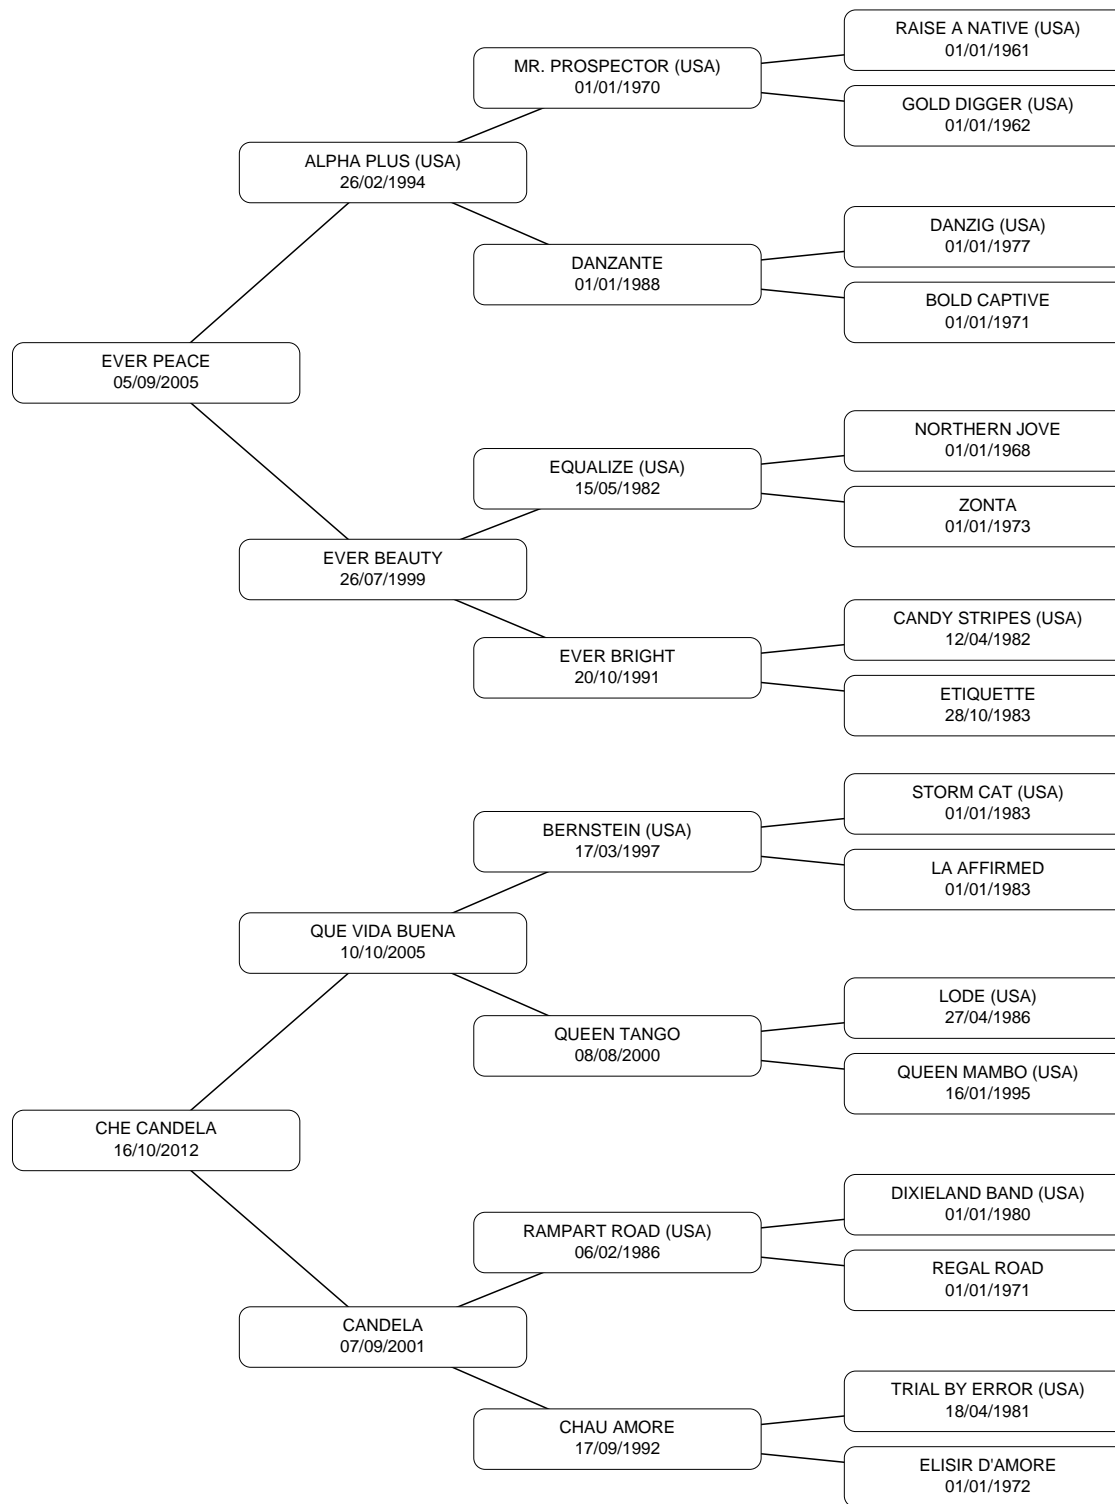 RAISE A NATIVE (USA)
01/01/1961
MR. PROSPECTOR (USA)
01/01/1970
GOLD DIGGER (USA)
01/01/1962
ALPHA PLUS (USA)
26/02/1994
DANZIG (USA)
01/01/1977
DANZANTE
01/01/1988
BOLD CAPTIVE
01/01/1971
EVER PEACE
05/09/2005
NORTHERN JOVE
01/01/1968
EQUALIZE (USA)
15/05/1982
ZONTA
01/01/1973
EVER BEAUTY
26/07/1999
CANDY STRIPES (USA)
12/04/1982
EVER BRIGHT
20/10/1991
ETIQUETTE
28/10/1983
STORM CAT (USA)
01/01/1983
BERNSTEIN (USA)
17/03/1997
LA AFFIRMED
01/01/1983
QUE VIDA BUENA
10/10/2005
LODE (USA)
27/04/1986
QUEEN TANGO
08/08/2000
QUEEN MAMBO (USA)
16/01/1995
CHE CANDELA
16/10/2012
DIXIELAND BAND (USA)
01/01/1980
RAMPART ROAD (USA)
06/02/1986
REGAL ROAD
01/01/1971
CANDELA
07/09/2001
TRIAL BY ERROR (USA)
18/04/1981
CHAU AMORE
17/09/1992
ELISIR D'AMORE
01/01/1972